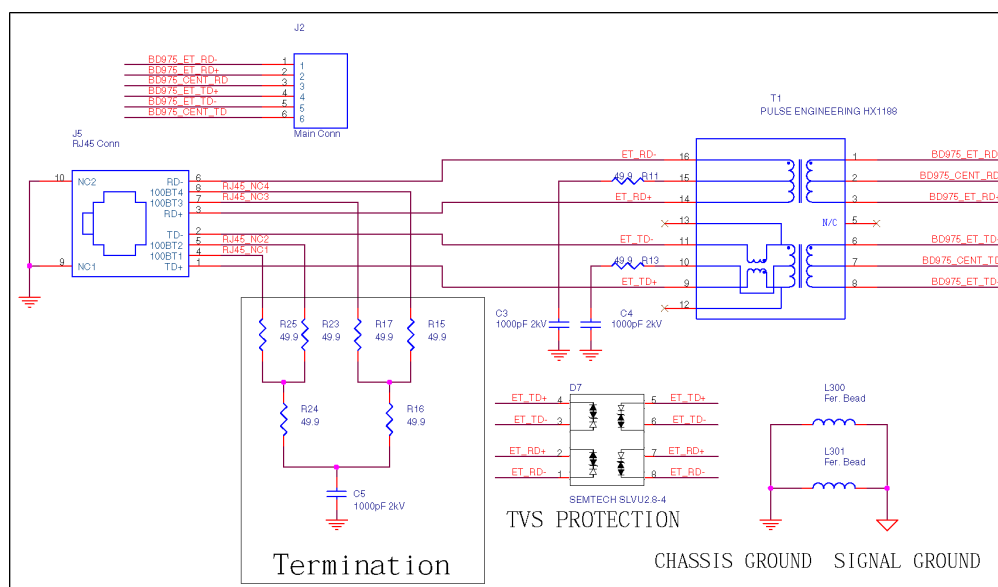 J2
BD975_ET_RD- 1 1
BD975_ET_RD+ 2 2
BD975_CENT_RD 3 3
BD975_ET_TD+ 4 4
BD975_ET_TD- 5 5
BD975_CENT_TD 6 6
Main Conn
J5
RJ45 Conn
10 NC2
9 NC1
RD- 6
100BT4 8 RJ45_NC4
100BT3 7 RJ45_NC3
RD+ 3
TD- 2
100BT2 5 RJ45_NC2
100BT1 4 RJ45_NC1
TD+ 1
T1
PULSE ENGINEERING HX1188
ET_RD- 16 1 BD975_ET_RD
49.9 R11 15 2 BD975_CENT_RD
ET_RD+ 14 3 BD975_ET_RD-
13 N/C 5
ET_TD- 11 6 BD975_ET_TD-
49.9 R13 10 7 BD975_CENT_TD
ET_TD+ 9 8 BD975_ET_TD-
12
C3
1000pF 2kV
C4
1000pF 2kV
R25
49.9
R23
49.9
R17
49.9
R15
49.9
R24
49.9
R16
49.9
C5
1000pF 2kV
Termination
D7
ET_TD+ 4 5 ET_TD+
ET_TD- 3 6 ET_TD-
ET_RD+ 2 7 ET_RD+
ET_RD- 1 8 ET_RD-
SEMTECH SLVU2.8-4
TVS PROTECTION
L300
Fer. Bead
L301
Fer. Bead
CHASSIS GROUND SIGNAL GROUND